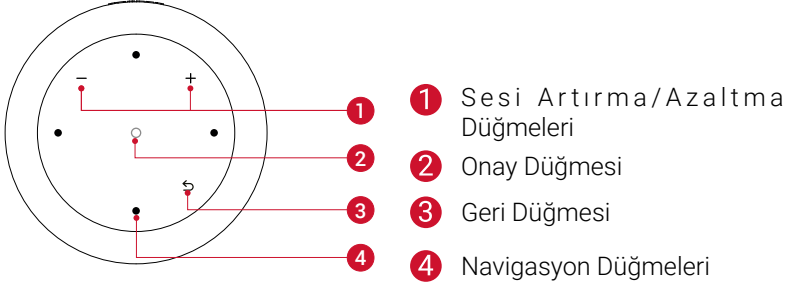 − +
1
2
3
4
1 Sesi Artırma/Azaltma
Düğmeleri
2 Onay Düğmesi
3 Geri Düğmesi
4 Navigasyon Düğmeleri